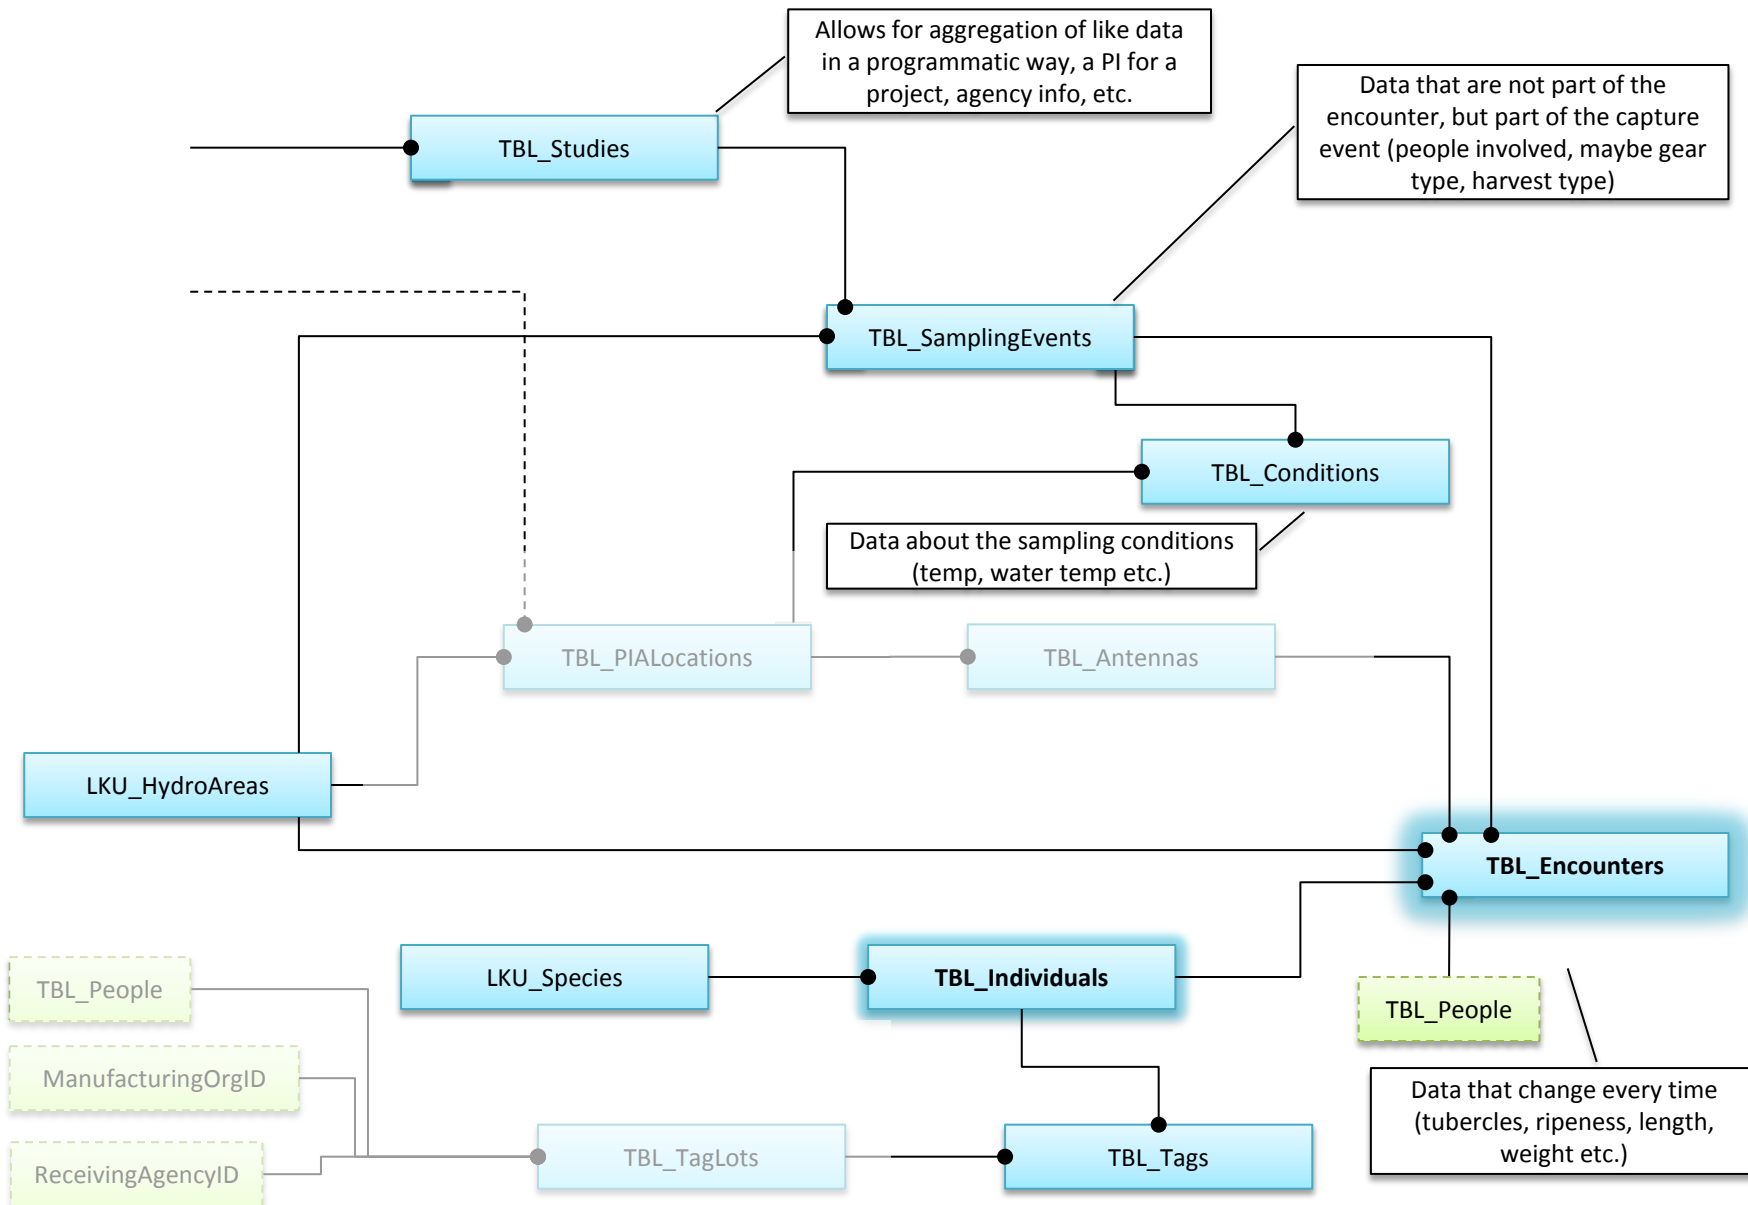 Allows for aggregation of like data
in a programmatic way, a PI for a
project, agency info, etc.
Data that are not part of the
encounter, but part of the capture
event (people involved, maybe gear
type, harvest type)
TBL_Studies
TBL_SamplingEvents
TBL_Conditions
Data about the sampling conditions
(temp, water temp etc.)
TBL_PIALocations
TBL_Antennas
LKU_HydroAreas
TBL_Encounters
LKU_Species
TBL_Individuals
TBL_People
TBL_People
ManufacturingOrgID
Data that change every time
(tubercles, ripeness, length,
weight etc.)
ReceivingAgencyID
TBL_TagLots
TBL_Tags